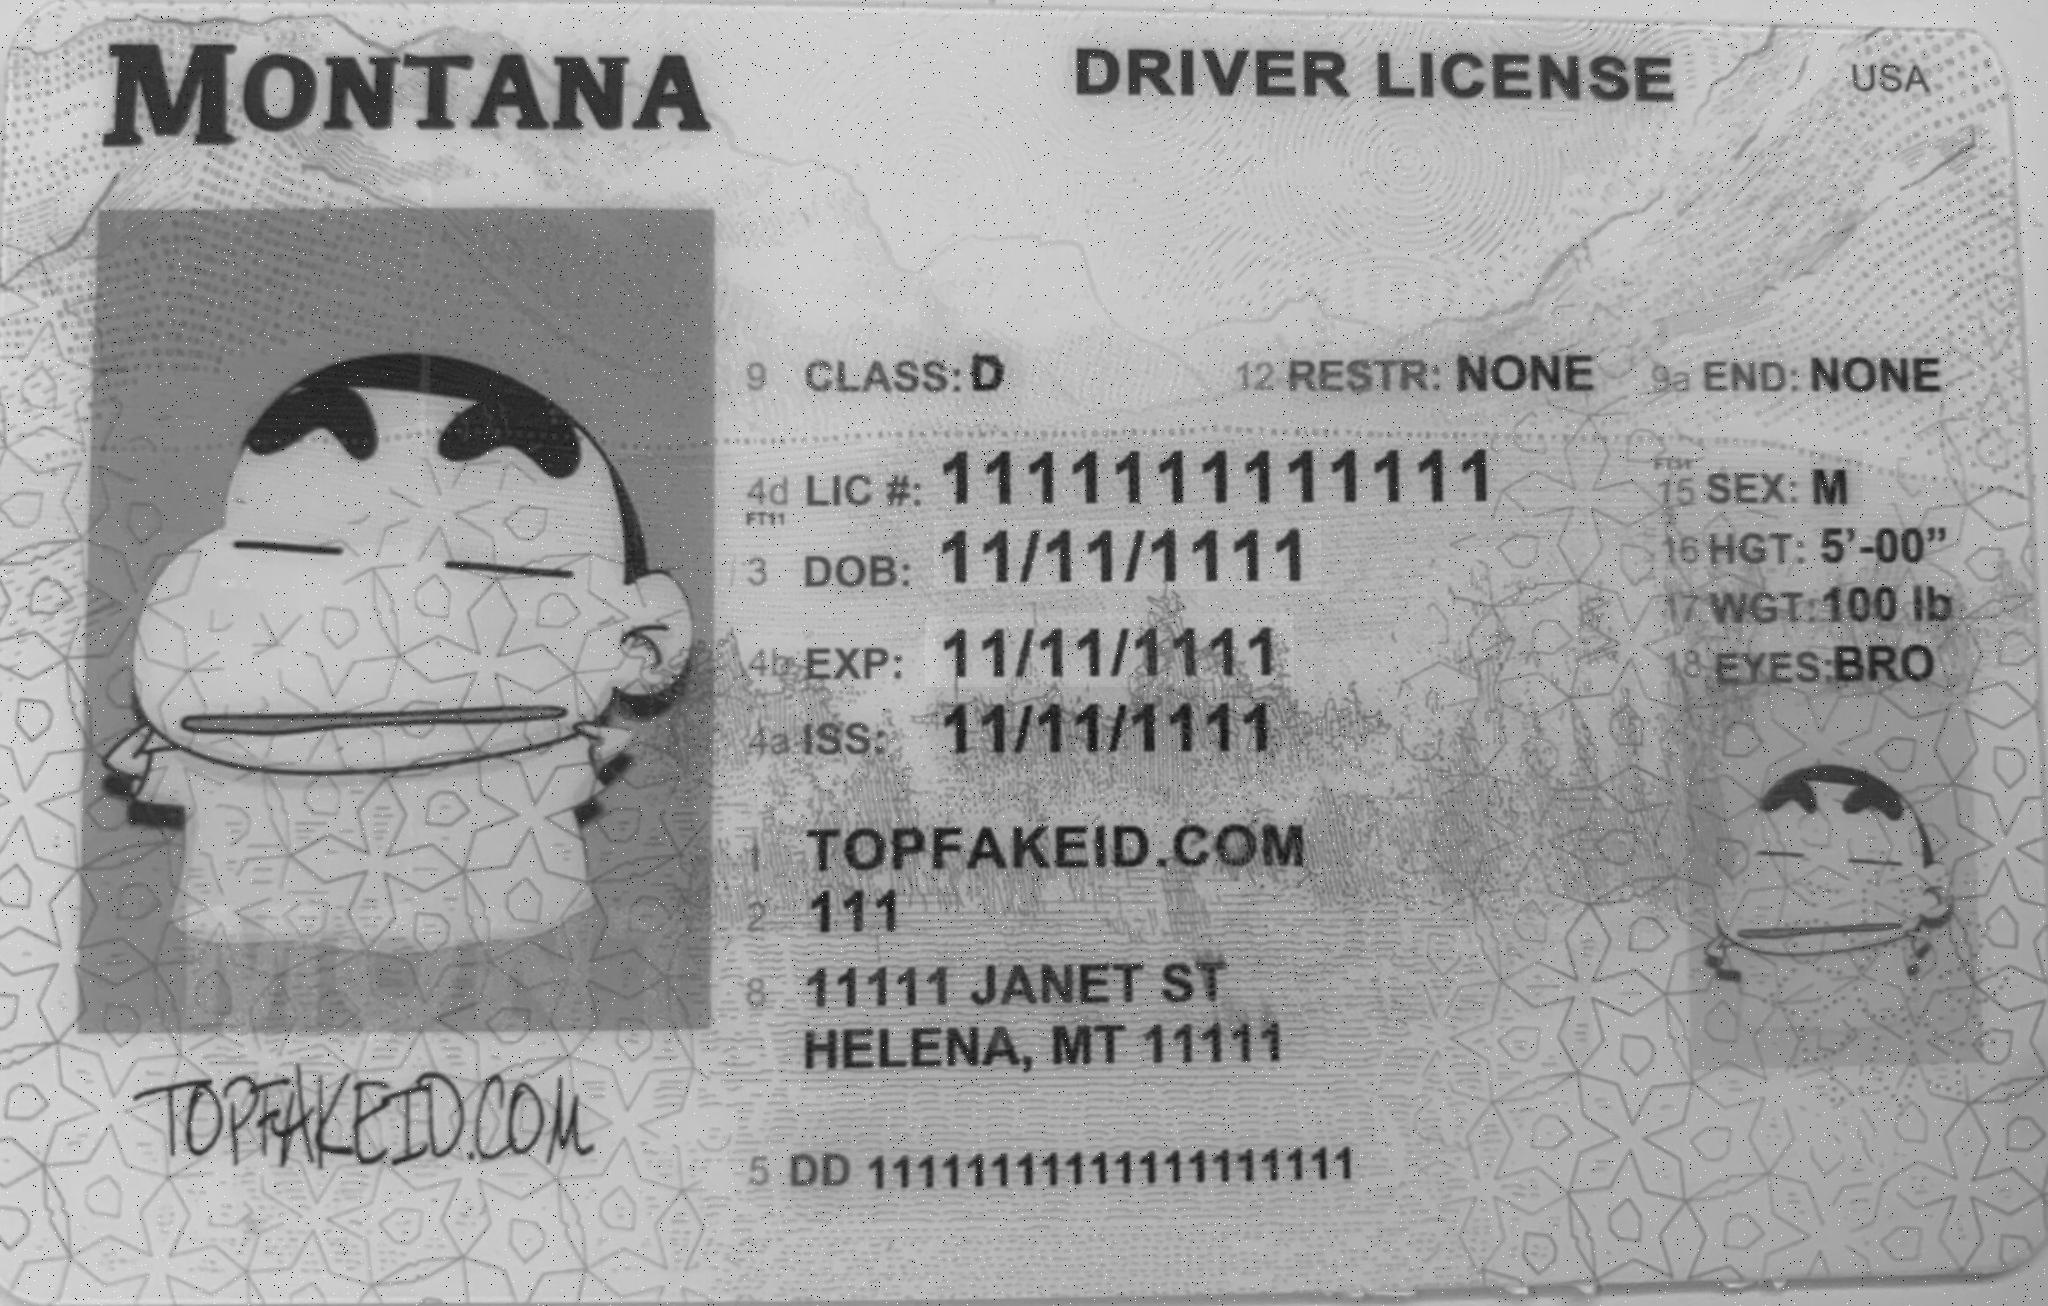 MONTANA
DRIVER LICENSE
USA
9 CLASS: D
12 RESTR: NONE
9a END: NONE
4d LIC #: 1111111111111
FT11
3 DOB: 11/11/1111
4b EXP: 11/11/1111
4a ISS: 11/11/1111
FT11
15 SEX: M
16 HGT: 5'-00"
17 WGT: 100 lb
18 EYES: BRO
1 TOPFAKEID.COM
2 111
8 11111 JANET ST
HELENA, MT 11111
TOPFAKEID.COM
5 DD 11111111111111111111